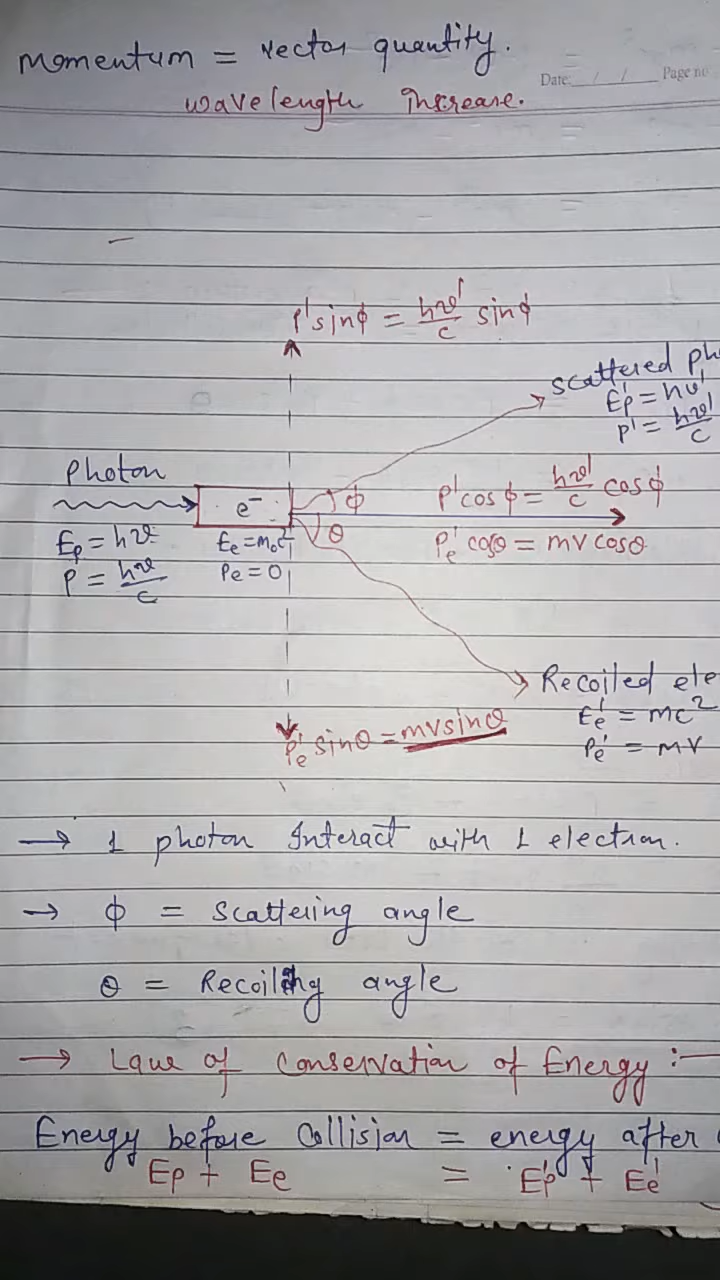 momentum = vector quantity.
wavelength increase.
Date: / / Page no
P'sinϕ = hν'/c sinϕ
scattered ph
Ep' = hν'
P' = hν'/c
Photon
e⁻
ϕ
P'cosϕ = hν'/c cosϕ
θ
Pe' cosθ = mv cosθ
Ep = hν
Ee = m₀c²
P = hν/c
Pe = 0
Recoiled ele
Ee' = mc²
Pe' = mv
Pe' sinθ = mvsinθ
→ 1 photon Interact with 1 electron.
→ ϕ = Scattering angle
θ = Recoiling angle
→ Law of Conservation of Energy :-
Energy before Collision = energy after
Ep + Ee = Ep' + Ee'